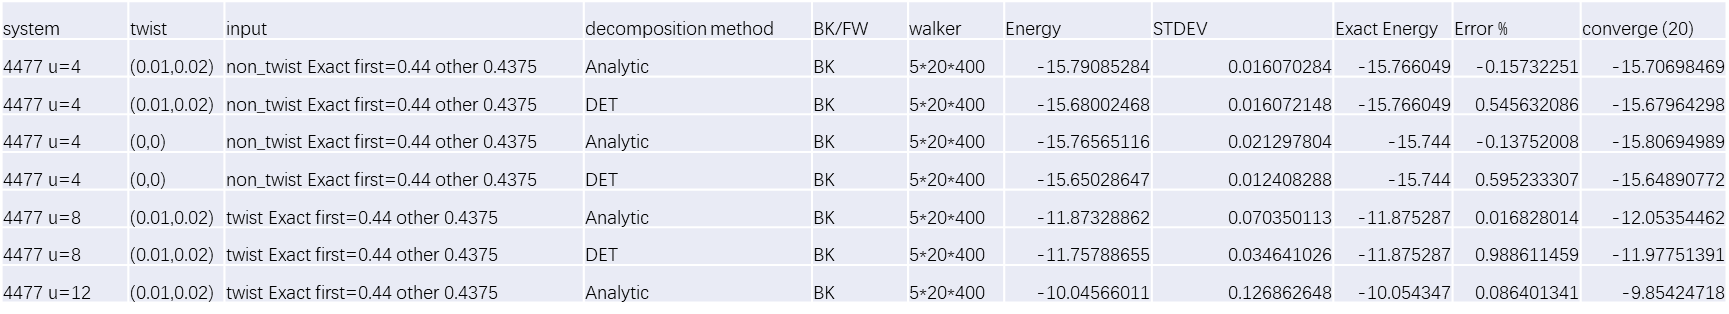 system twist input decomposition method BK/FW walker Energy STDEV Exact Energy Error % converge (20)
4477 u=4 (0.01,0.02) non_twist Exact first=0.44 other 0.4375 Analytic BK 5*20*400 -15.79085284 0.016070284 -15.766049 -0.15732251 -15.70698469
4477 u=4 (0.01,0.02) non_twist Exact first=0.44 other 0.4375 DET BK 5*20*400 -15.68002468 0.016072148 -15.766049 0.545632086 -15.67964298
4477 u=4 (0,0) non_twist Exact first=0.44 other 0.4375 Analytic BK 5*20*400 -15.76565116 0.021297804 -15.744 -0.13752008 -15.80694989
4477 u=4 (0,0) non_twist Exact first=0.44 other 0.4375 DET BK 5*20*400 -15.65028647 0.012408288 -15.744 0.595233307 -15.64890772
4477 u=8 (0.01,0.02) twist Exact first=0.44 other 0.4375 Analytic BK 5*20*400 -11.87328862 0.070350113 -11.875287 0.016828014 -12.05354462
4477 u=8 (0.01,0.02) twist Exact first=0.44 other 0.4375 DET BK 5*20*400 -11.75788655 0.034641026 -11.875287 0.988611459 -11.97751391
4477 u=12 (0.01,0.02) twist Exact first=0.44 other 0.4375 Analytic BK 5*20*400 -10.04566011 0.126862648 -10.054347 0.086401341 -9.85424718